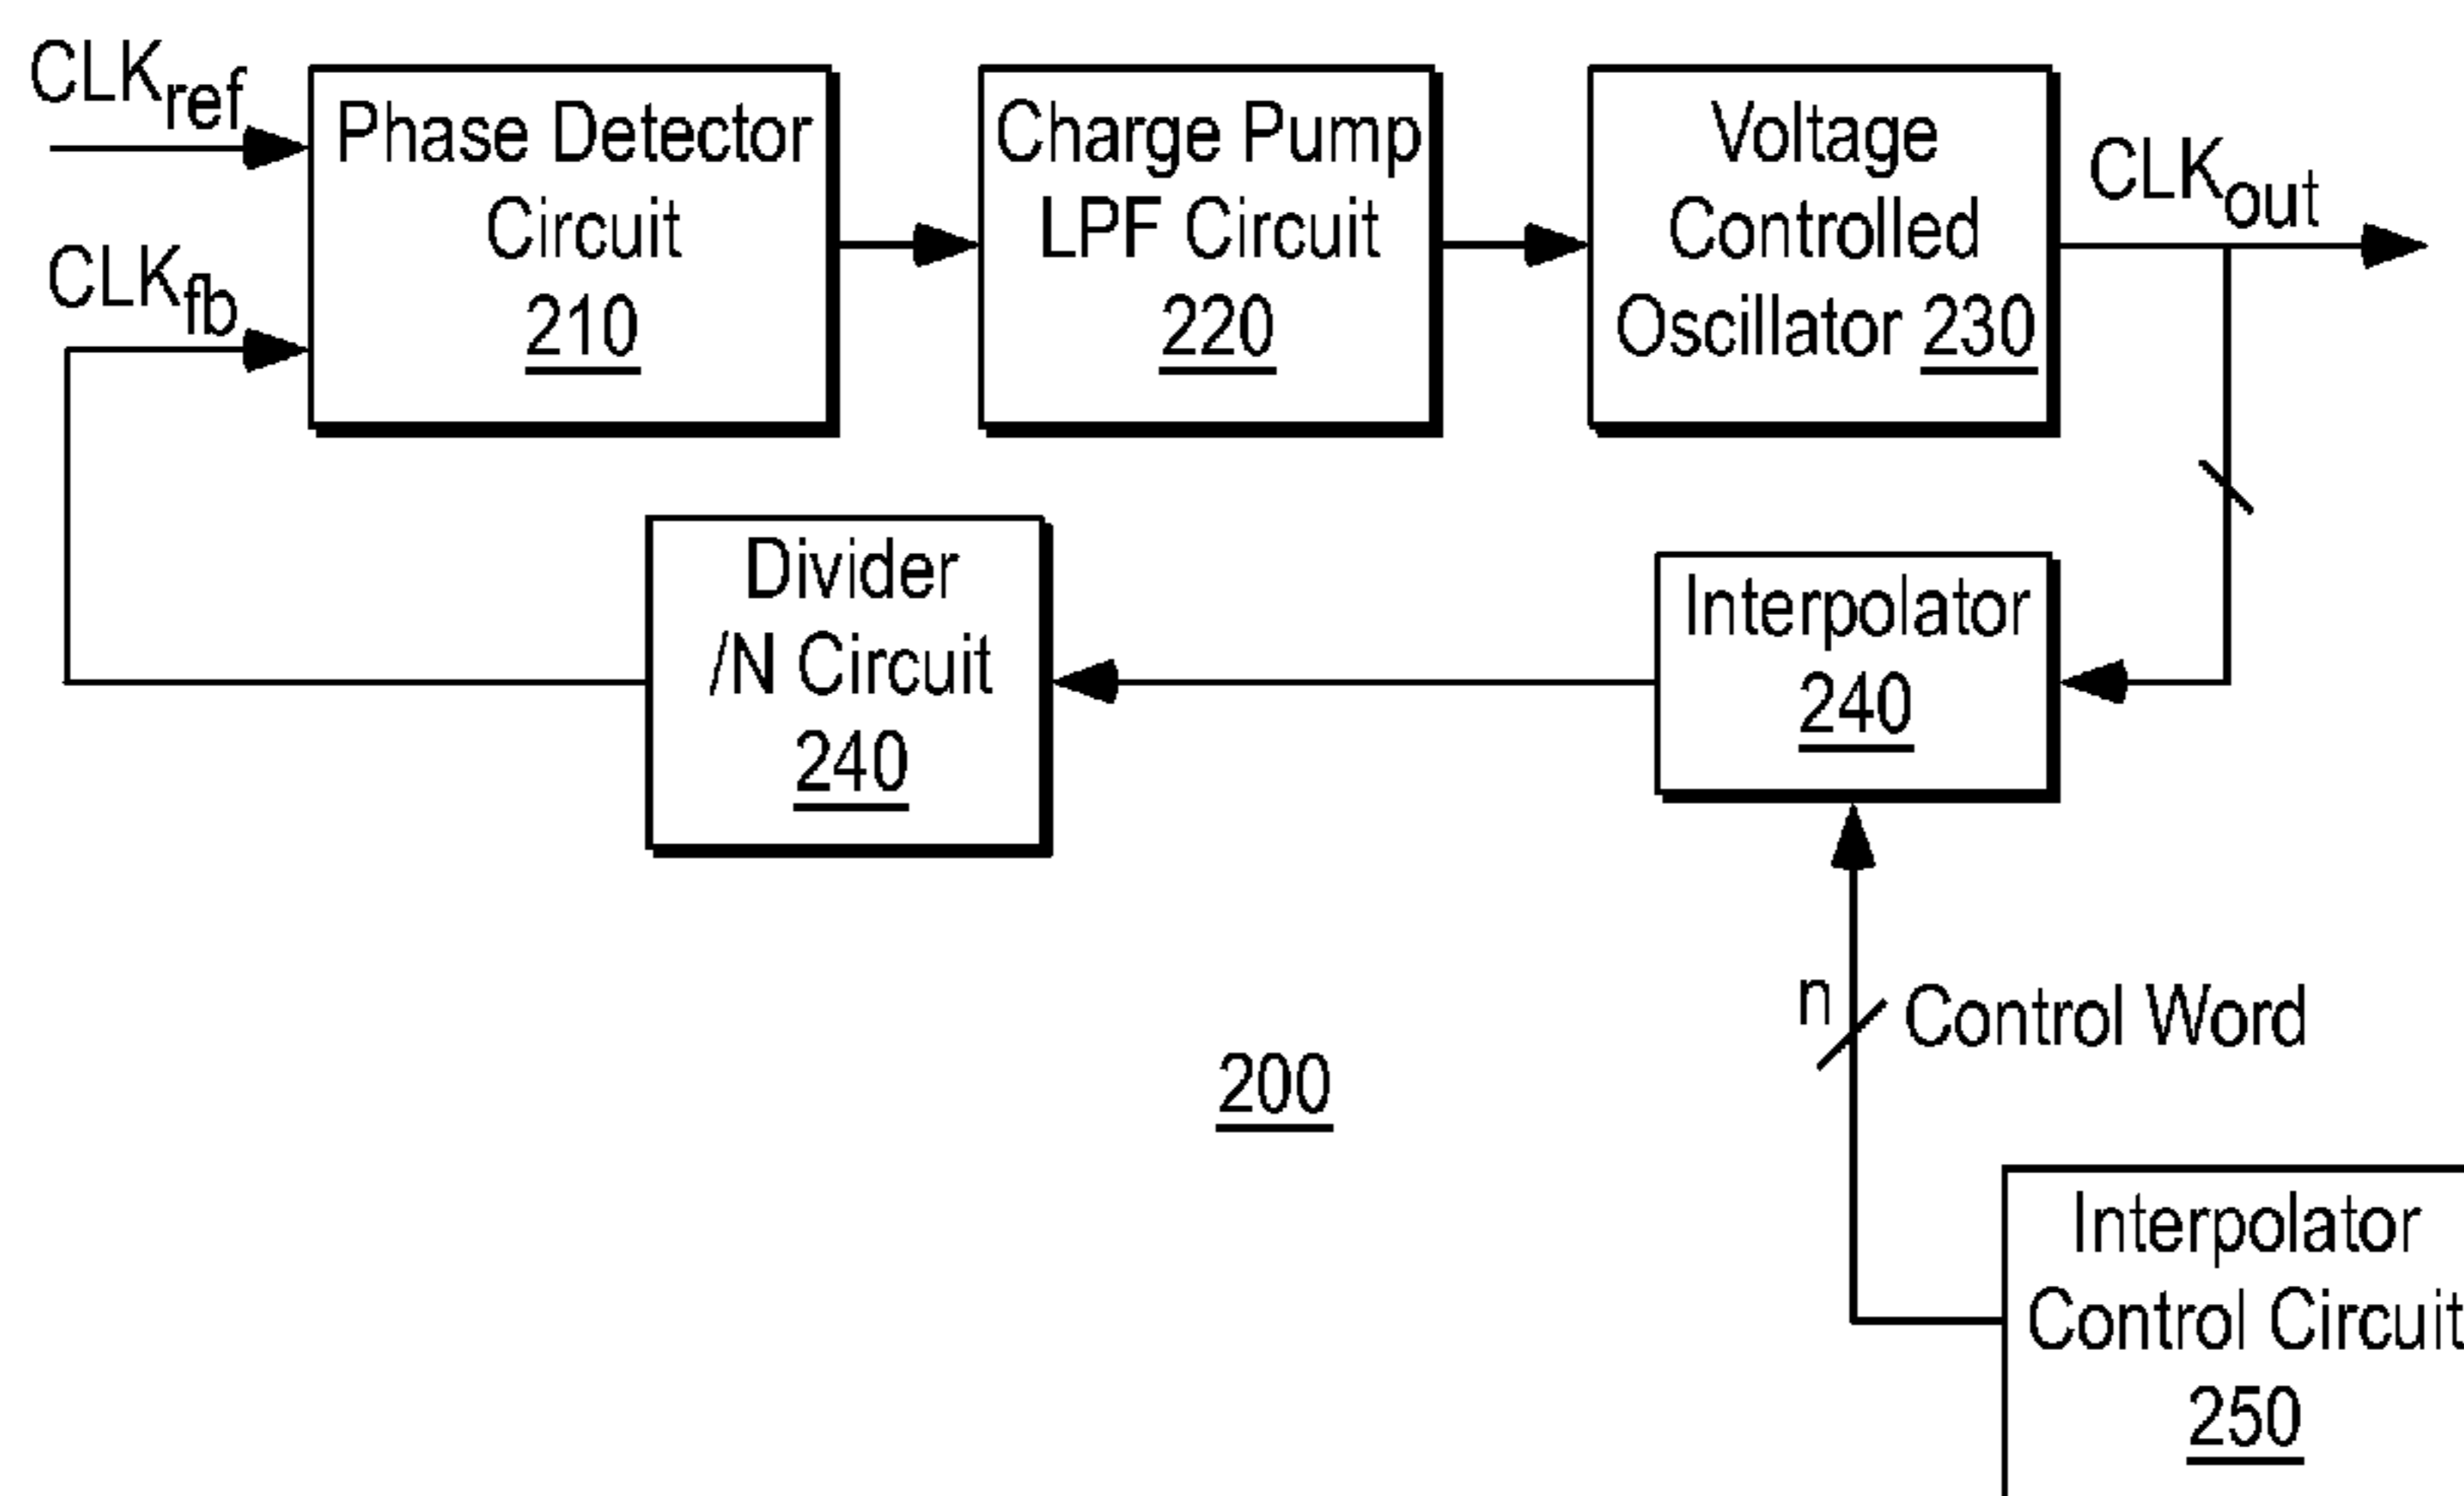 CLKref
CLKfb
Phase Detector
Circuit
210
Charge Pump
LPF Circuit
220
Voltage
Controlled
Oscillator 230
CLKout
Divider
/N Circuit
240
Interpolator
240
n
Control Word
200
Interpolator
Control Circuit
250